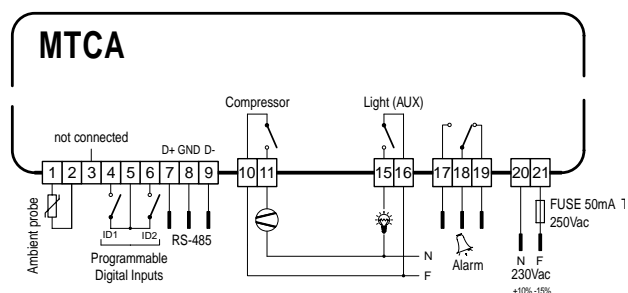 MTCA
Compressor
Light (AUX)
not connected
D+ GND D-
1 2 3 4 5 6 7 8 9
10 11
15 16
17 18 19
20 21
Ambient probe
ID1
ID2
RS-485
Programmable
Digital Inputs
N
F
Alarm
FUSE 50mA T
250Vac
N F
230Vac
+10% -15%